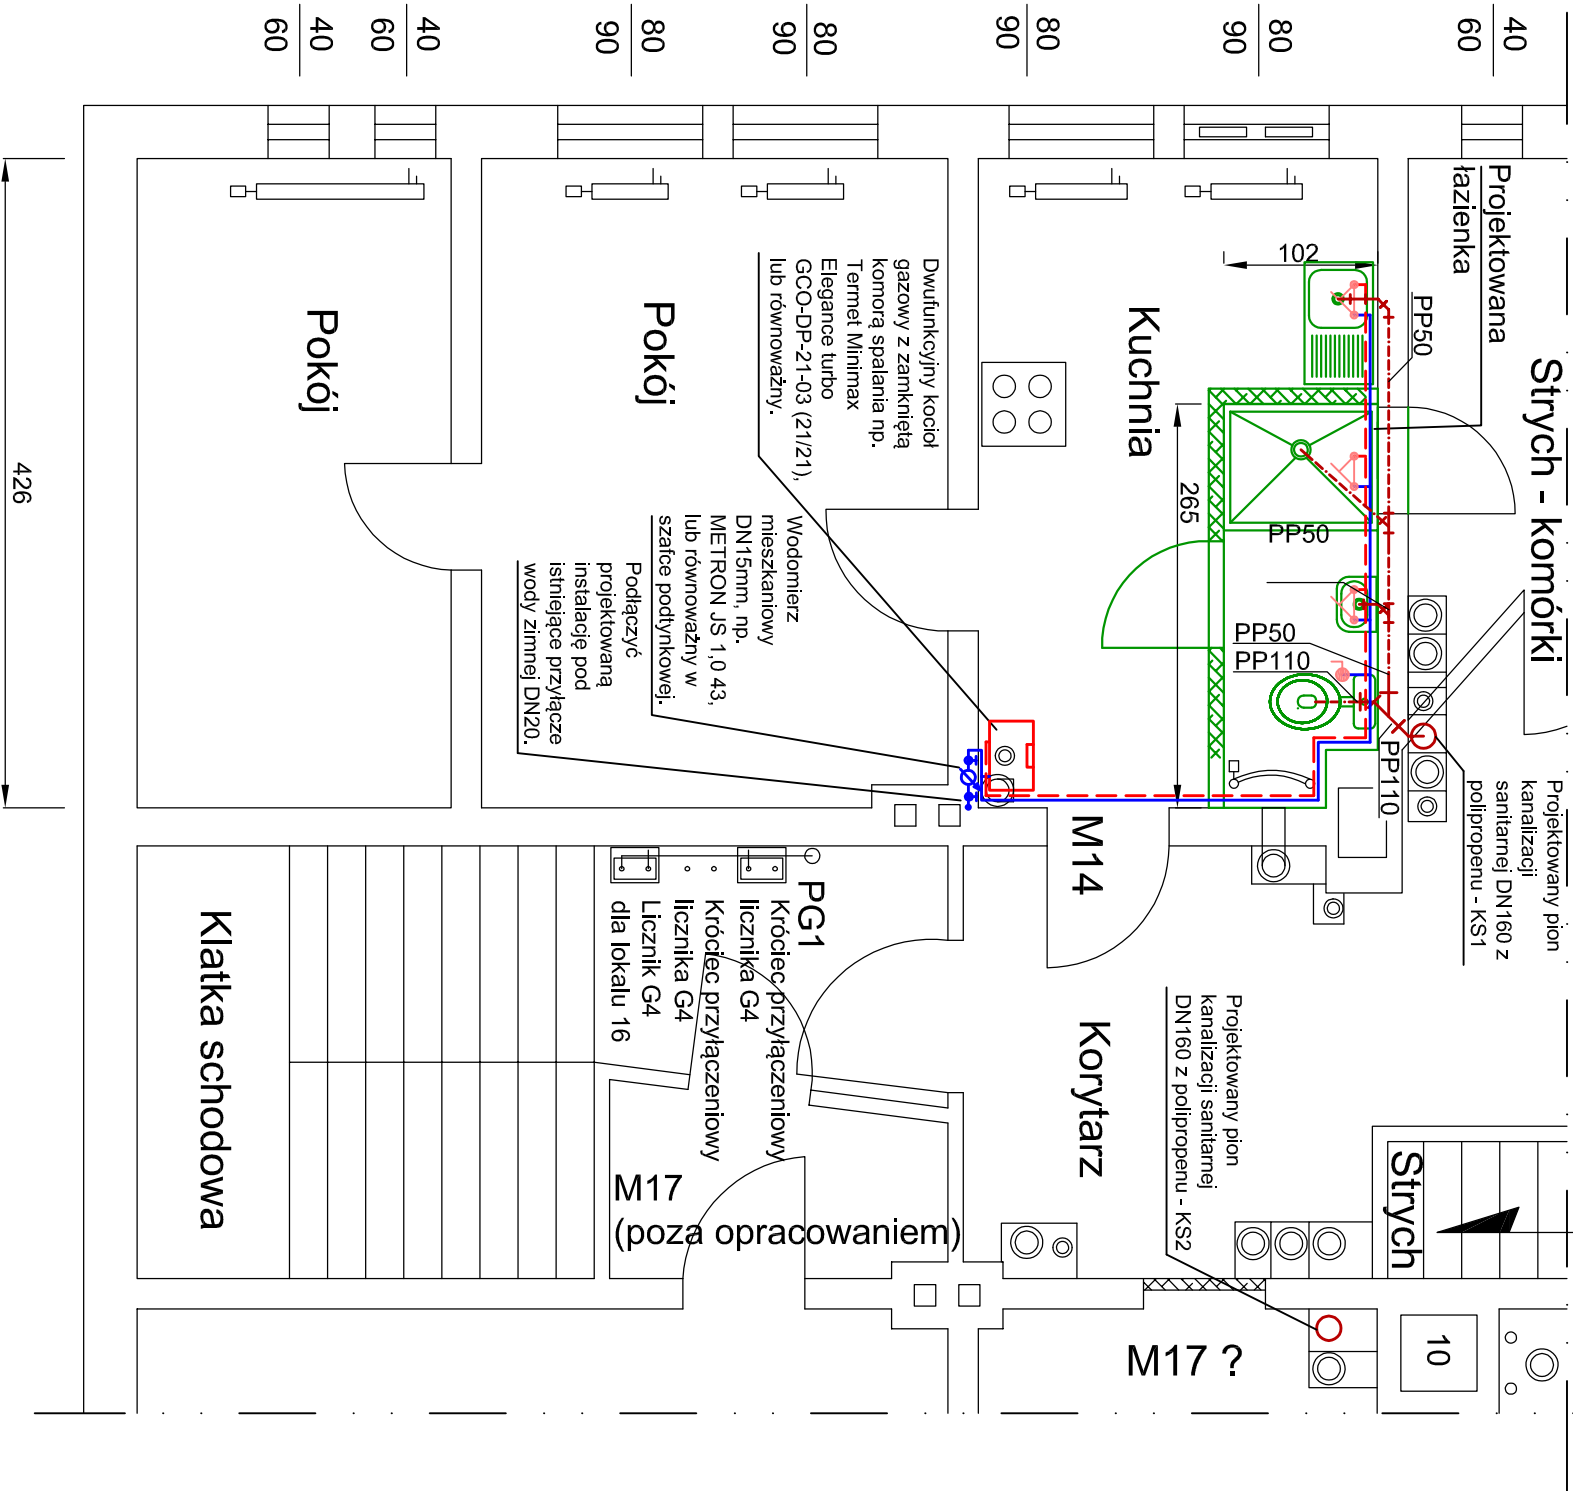 40
60
40
60
80
90
80
90
80
90
80
90
40
60
Projektowana
łazienka
Strych - komórki
PP50
102
Kuchnia
Dwufunkcyjny kocioł
gazowy z zamkniętą
komorą spalania np.
Termet Minimax
Elegance turbo
GCO-DP-21-03 (21/21),
lub równoważny.
Pokój
Pokój
426
265
PP50
PP50
PP110
PP110
Wodomierz
mieszkaniowy
DN15mm, np.
METRON JS 1,0 43,
lub równoważny w
szafce podtynkowej.
Podłączyć
projektowaną
instalację pod
istniejące przyłącze
wody zimnej DN20.
Projektowany pion
kanalizacji
sanitarnej DN160 z
polipropenu - KS1
M14
PG1
Króciec przyłączeniowy
licznika G4
Króciec przyłączeniowy
licznika G4
Licznik G4
dla lokalu 16
Klatka schodowa
Korytarz
Projektowany pion
kanalizacji sanitarnej
DN160 z polipropenu - KS2
Strych
M17
(poza opracowaniem)
M17 ?
10